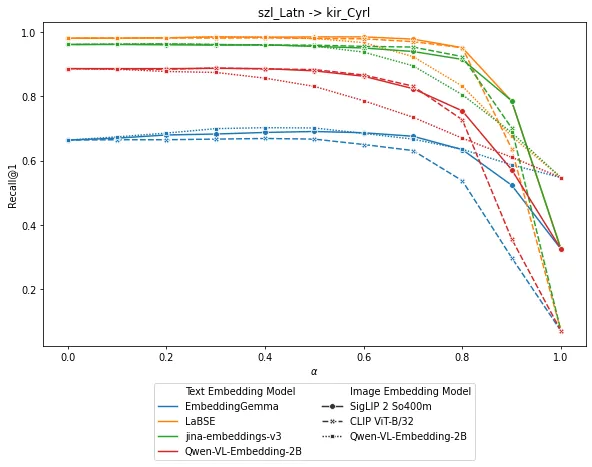 szl_Latn -> kir_Cyrl
Recall@1
1.0
0.8
0.6
0.4
0.2
0.0 0.2 0.4 0.6 0.8 1.0
α
Text Embedding Model Image Embedding Model
EmbeddingGemma SigLIP 2 So400m
LaBSE CLIP ViT-B/32
jina-embeddings-v3 Qwen-VL-Embedding-2B
Qwen-VL-Embedding-2B